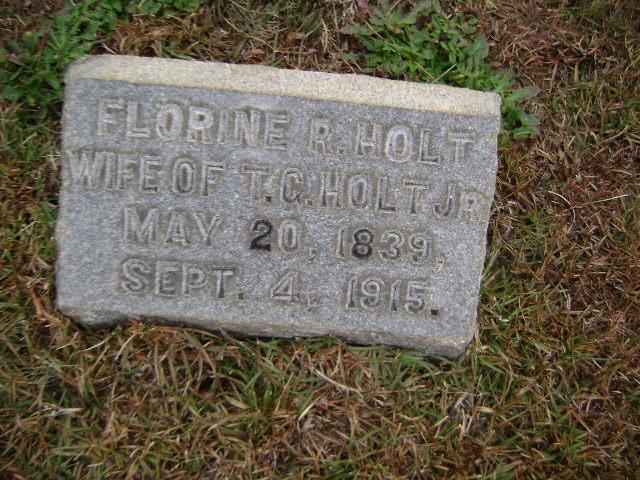 FLORINE R. HOLT
WIFE OF T. G. HOLT JR.
MAY 20, 1839,
SEPT. 4, 1915.